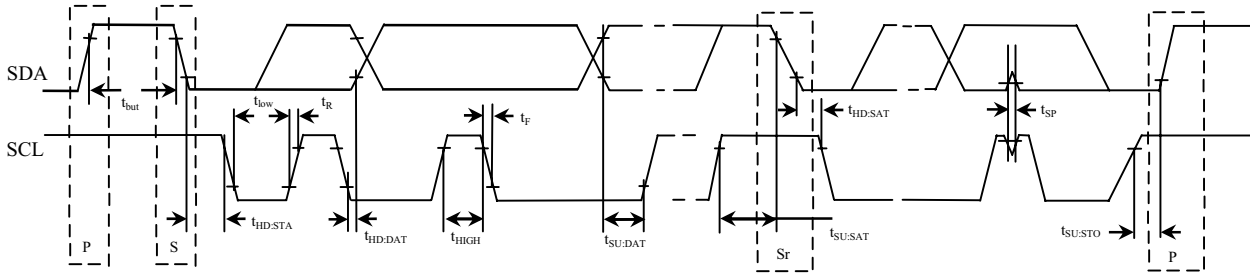 SDA
t_but
t_low
t_R
t_F
t_HD:SAT
t_SP
SCL
t_HD:STA
t_HD:DAT
t_HIGH
t_SU:DAT
t_SU:SAT
t_SU:STO
P
S
Sr
P